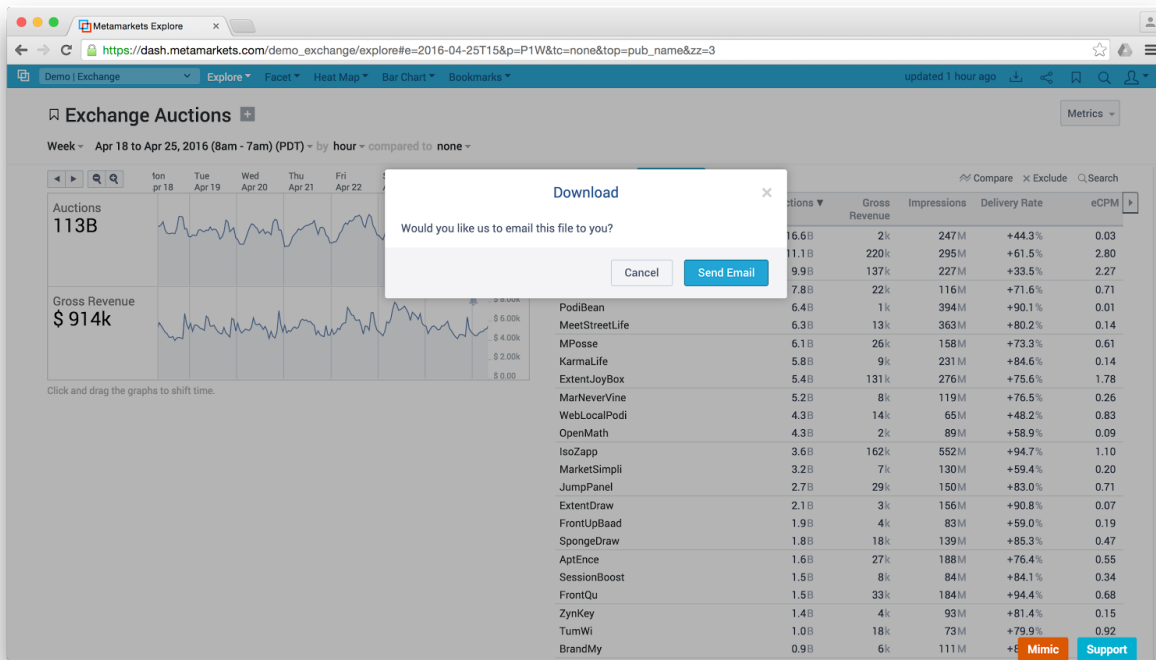 Metamarkets Explore
https://dash.metamarkets.com/demo_exchange/explore#e=2016-04-25T15&p=P1W&tc=none&top=pub_name&zz=3
Demo | Exchange Explore Facet Heat Map Bar Chart Bookmarks updated 1 hour ago
Exchange Auctions
Metrics
Week Apr 18 to Apr 25, 2016 (8am - 7am) (PDT) by hour compared to none
Tue Wed Thu Fri
Apr 19 Apr 20 Apr 21 Apr 22
Auctions
113B
Gross Revenue
$ 914k
$ 6.00k
$ 4.00k
$ 2.00k
$ 0.00
Click and drag the graphs to shift time.
Download
Would you like us to email this file to you?
Cancel Send Email
Compare Exclude Search
Gross Revenue Impressions Delivery Rate eCPM
16.6B 2k 247M +44.3% 0.03
11.1B 220k 295M +61.5% 2.80
9.9B 137k 227M +33.5% 2.27
7.8B 22k 116M +71.6% 0.71
PodiBean 6.4B 1k 394M +90.1% 0.01
MeetStreetLife 6.3B 13k 363M +80.2% 0.14
MPosse 6.1B 26k 158M +73.3% 0.61
KarmaLife 5.8B 9k 231M +84.6% 0.14
ExtentJoyBox 5.4B 131k 276M +75.6% 1.78
MarNeverVine 5.2B 8k 119M +76.5% 0.26
WebLocalPodi 4.3B 14k 65M +48.2% 0.83
OpenMath 4.3B 2k 89M +58.9% 0.09
IsoZapp 3.6B 162k 552M +94.7% 1.10
MarketSimpli 3.2B 7k 130M +59.4% 0.20
JumpPanel 2.7B 29k 150M +83.0% 0.71
ExtentDraw 2.1B 3k 156M +90.8% 0.07
FrontUpBaad 1.9B 4k 83M +59.0% 0.19
SpongeDraw 1.8B 18k 139M +85.3% 0.47
AptEnce 1.6B 27k 188M +76.4% 0.55
SessionBoost 1.5B 8k 84M +84.1% 0.34
FrontQu 1.5B 33k 184M +94.4% 0.68
ZynKey 1.4B 4k 93M +81.4% 0.15
TumWi 1.0B 18k 73M +79.9% 0.92
BrandMy 0.9B 6k 111M
Mimic Support